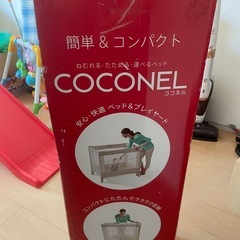 簡単 & コンパクト
ねむれる・たためる・運べるベッド
COCONEL
ココネル
安心・快適 ベッド&プレイヤード
コンパクトにたたんでラクラク収納